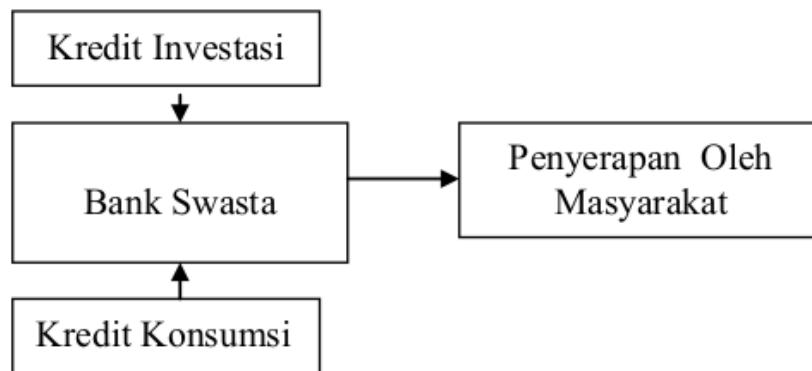 Kredit Investasi
Bank Swasta
Penyerapan Oleh
Masyarakat
Kredit Konsumsi